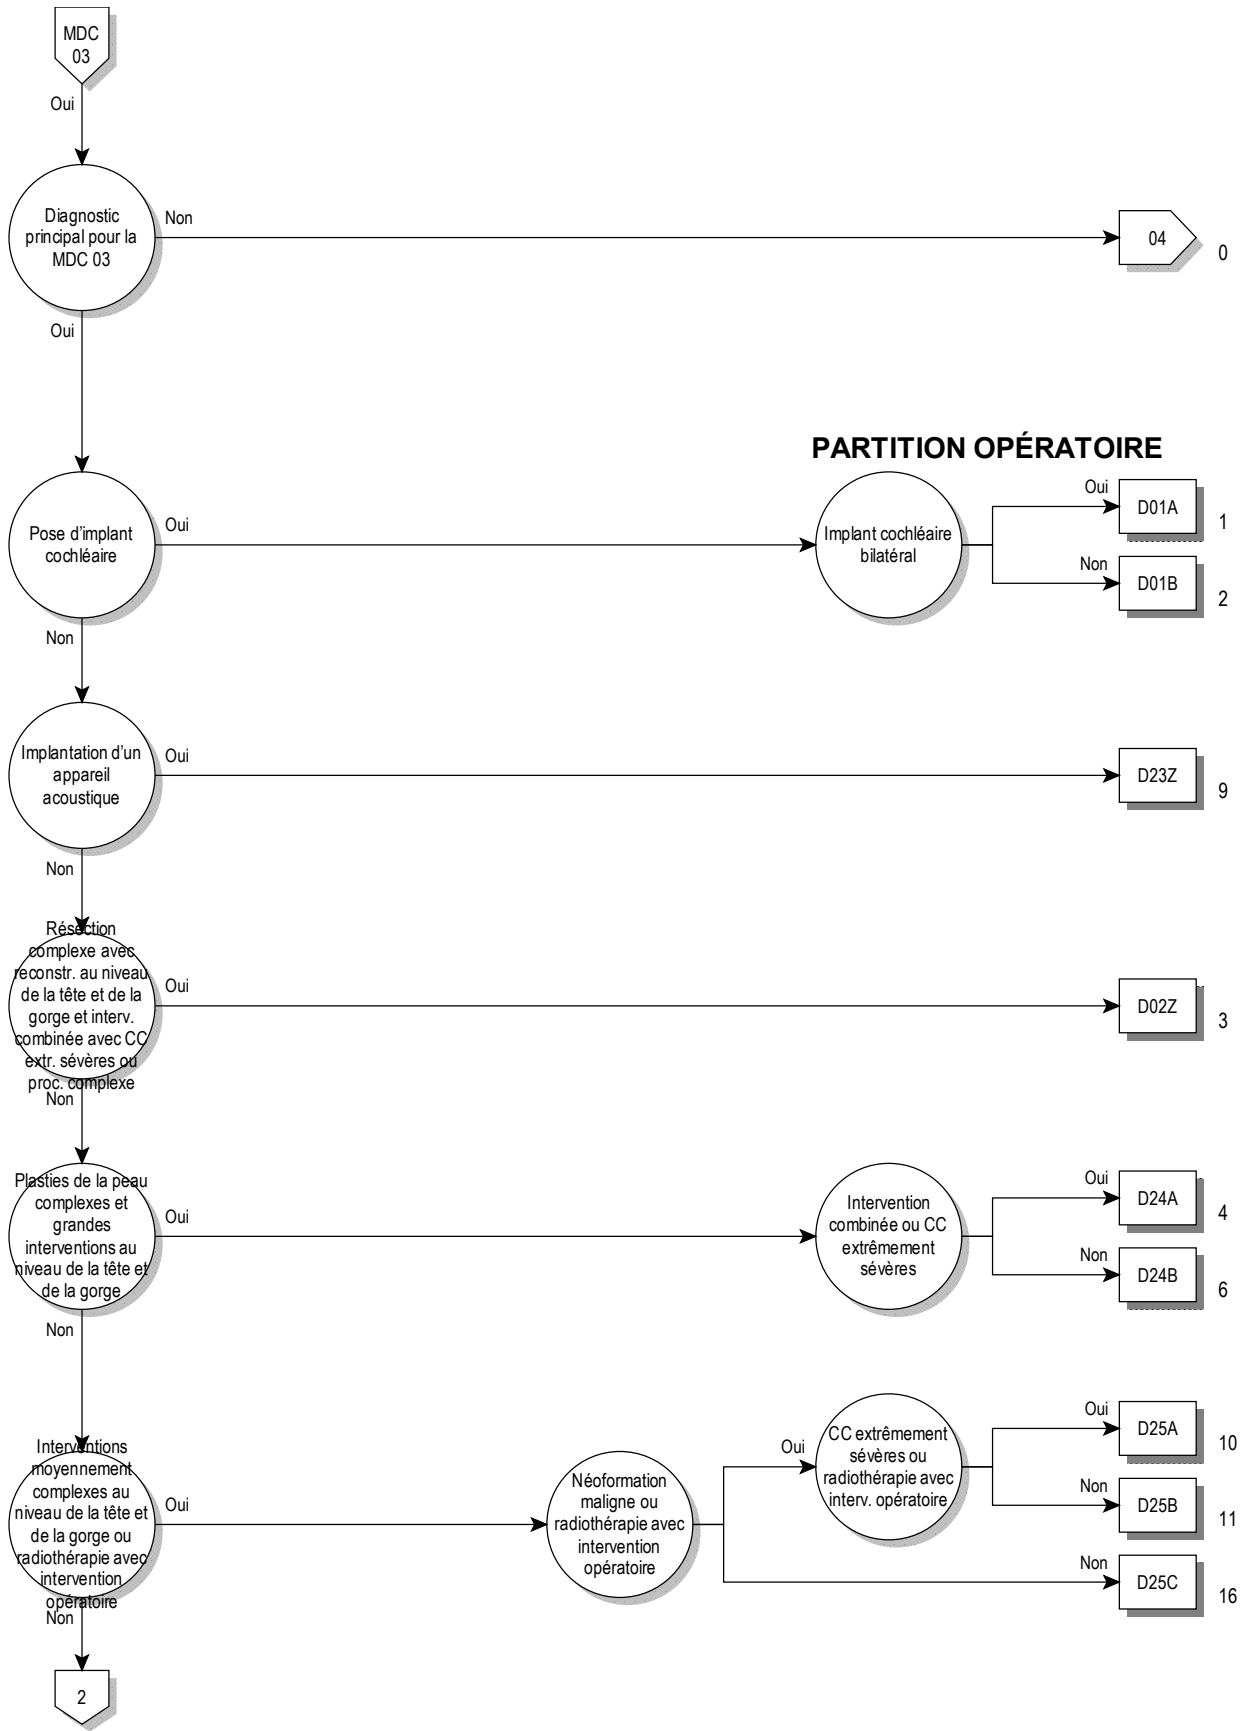 MDC
03
Oui
Diagnostic
principal pour la
MDC 03
Non
04
0
Oui
PARTITION OPÉRATOIRE
Pose d'implant
cochléaire
Oui
Implant cochléaire
bilatéral
Oui
D01A
1
Non
D01B
2
Non
Implantation d'un
appareil
acoustique
Oui
D23Z
9
Non
Résection
complexe avec
reconstr. au niveau
de la tête et de la
gorge et interv.
combinée avec CC
extr. sévères ou
proc. complexe
Oui
D02Z
3
Non
Plasties de la peau
complexes et
grandes
interventions au
niveau de la tête et
de la gorge
Oui
Intervention
combinée ou CC
extrêmement
sévères
Oui
D24A
4
Non
D24B
6
Non
Interventions
moyennement
complexes au
niveau de la tête et
de la gorge ou
radiothérapie avec
intervention
opératoire
Oui
Néoformation
maligne ou
radiothérapie avec
intervention
opératoire
Oui
CC extrêmement
sévères ou
radiothérapie avec
interv. opératoire
Oui
D25A
10
Non
D25B
11
Non
D25C
16
Non
2